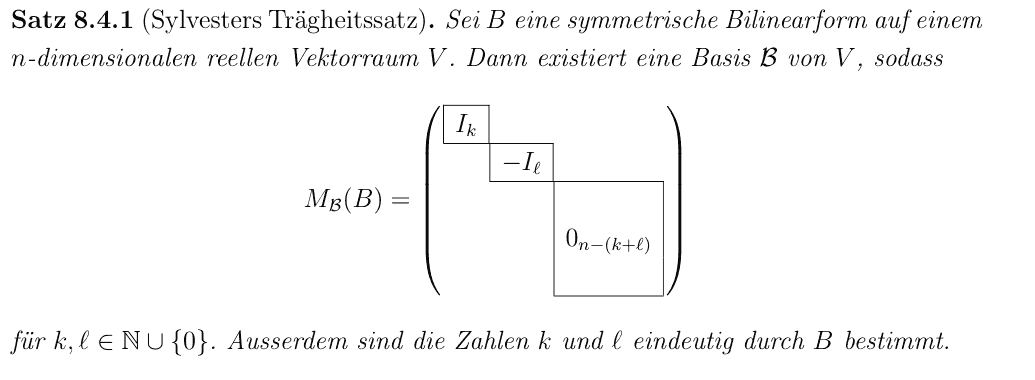 Satz 8.4.1 (Sylvesters Trägheitssatz). Sei B eine symmetrische Bilinearform auf einem
n-dimensionalen reellen Vektorraum V. Dann existiert eine Basis ℬ von V, sodass
I_k
−I_ℓ
M_ℬ(B) =
0_{n−(k+ℓ)}
für k, ℓ ∈ ℕ ∪ {0}. Ausserdem sind die Zahlen k und ℓ eindeutig durch B bestimmt.